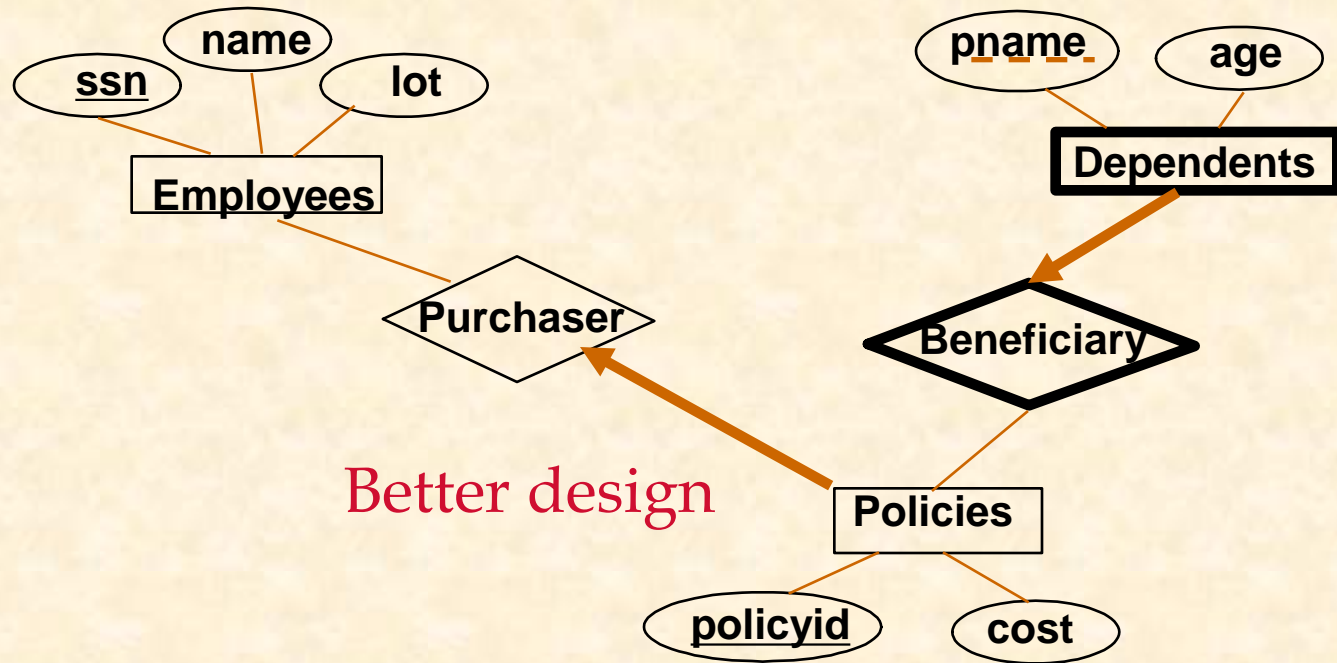 name
ssn
lot
Employees
pname
age
Dependents
Purchaser
Beneficiary
Better design
Policies
policyid
cost